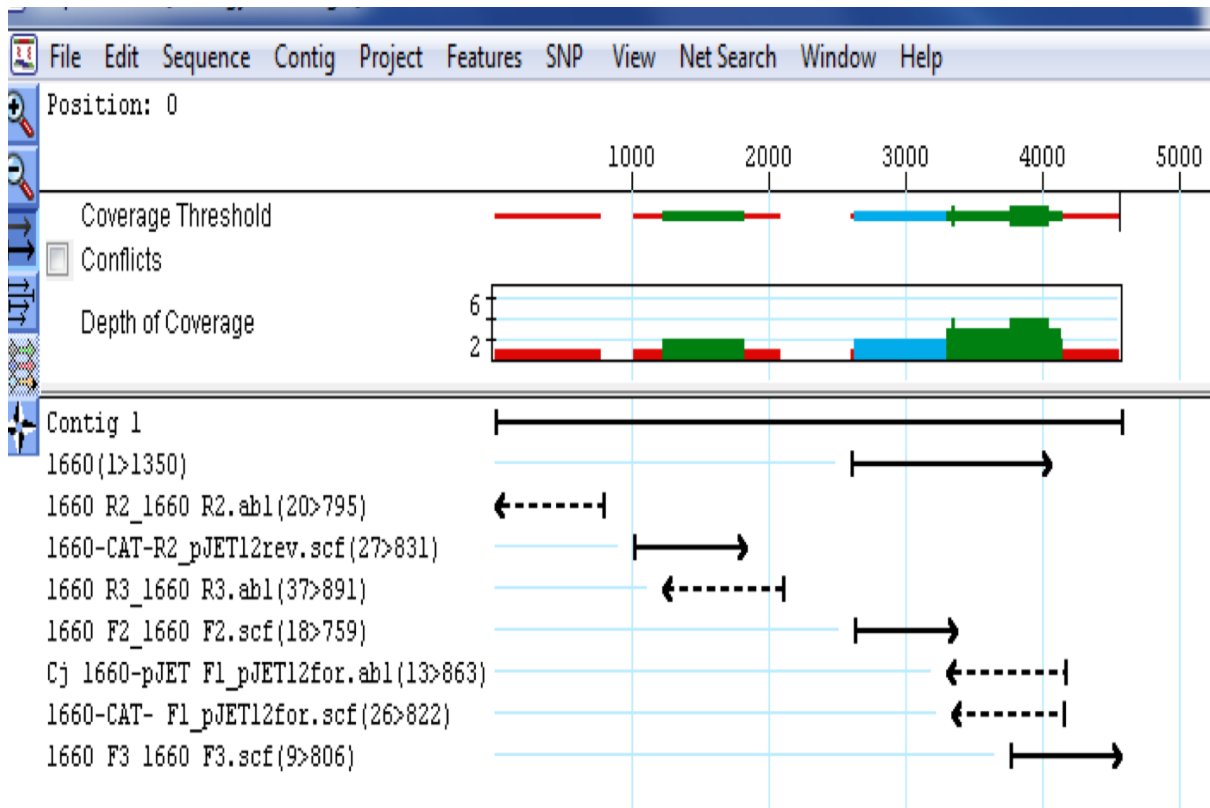 File Edit Sequence Contig Project Features SNP View Net Search Window Help
Position: 0
1000 2000 3000 4000 5000
Coverage Threshold
Conflicts
6
Depth of Coverage
2
Contig 1
1660(1>1350)
1660 R2_1660 R2.ab1(20>795)
1660-CAT-R2_pJET12rev.scf(27>831)
1660 R3_1660 R3.ab1(37>891)
1660 F2_1660 F2.scf(18>759)
Cj 1660-pJET F1_pJET12for.ab1(13>863)
1660-CAT- F1_pJET12for.scf(26>822)
1660 F3 1660 F3.scf(9>806)